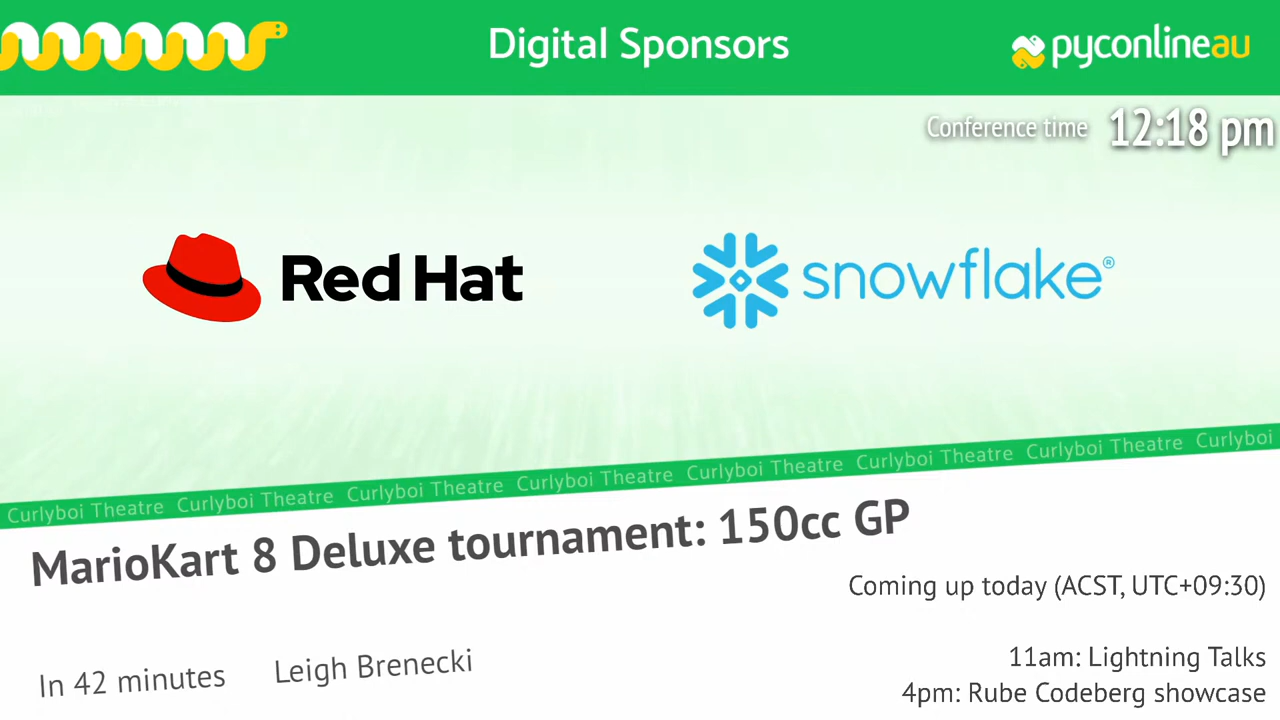 Digital Sponsors
pyconlineau
Conference time 12:18 pm
Red Hat
snowflake®
Curlyboi Theatre Curlyboi Theatre Curlyboi Theatre Curlyboi Theatre Curlyboi Theatre Curlyboi Theatre Curlyboi Theatre Curlyboi
MarioKart 8 Deluxe tournament: 150cc GP
Coming up today (ACST, UTC+09:30)
In 42 minutes Leigh Brenecki
11am: Lightning Talks
4pm: Rube Codeberg showcase